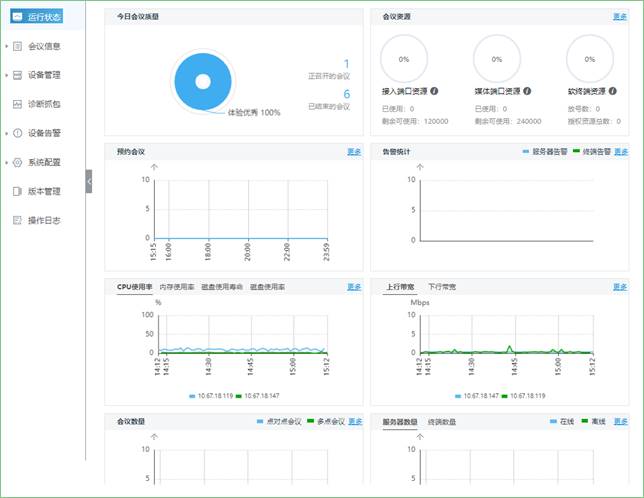 运行状态
会议信息
设备管理
诊断抓包
设备告警
系统配置
版本管理
操作日志
今日会议质量
1
正召开的会议
6
已结束的会议
体验优秀 100%
会议资源
更多
0%
0%
0%
接入端口资源
媒体端口资源
软终端资源
已使用: 0
已使用: 0
放号数: 0
剩余可使用: 120000
剩余可使用: 240000
授权资源总数: 0
预约会议
更多
个
10
5
0
15:15
16:00
18:00
20:00
22:00
23:59
告警统计
服务器告警
终端告警
更多
个
10
5
0
CPU使用率
内存使用率
磁盘使用寿命
磁盘使用率
更多
%
100
50
0
14:12
14:15
14:30
14:45
15:00
15:12
10.67.18.119
10.67.18.147
上行带宽
下行带宽
更多
Mbps
10
5
0
14:12
14:15
14:30
14:45
15:00
15:12
10.67.18.147
10.67.18.119
会议数量
点对点会议
多点会议
更多
个
10
5
服务器数量
终端数量
在线
离线
更多
个
10
5